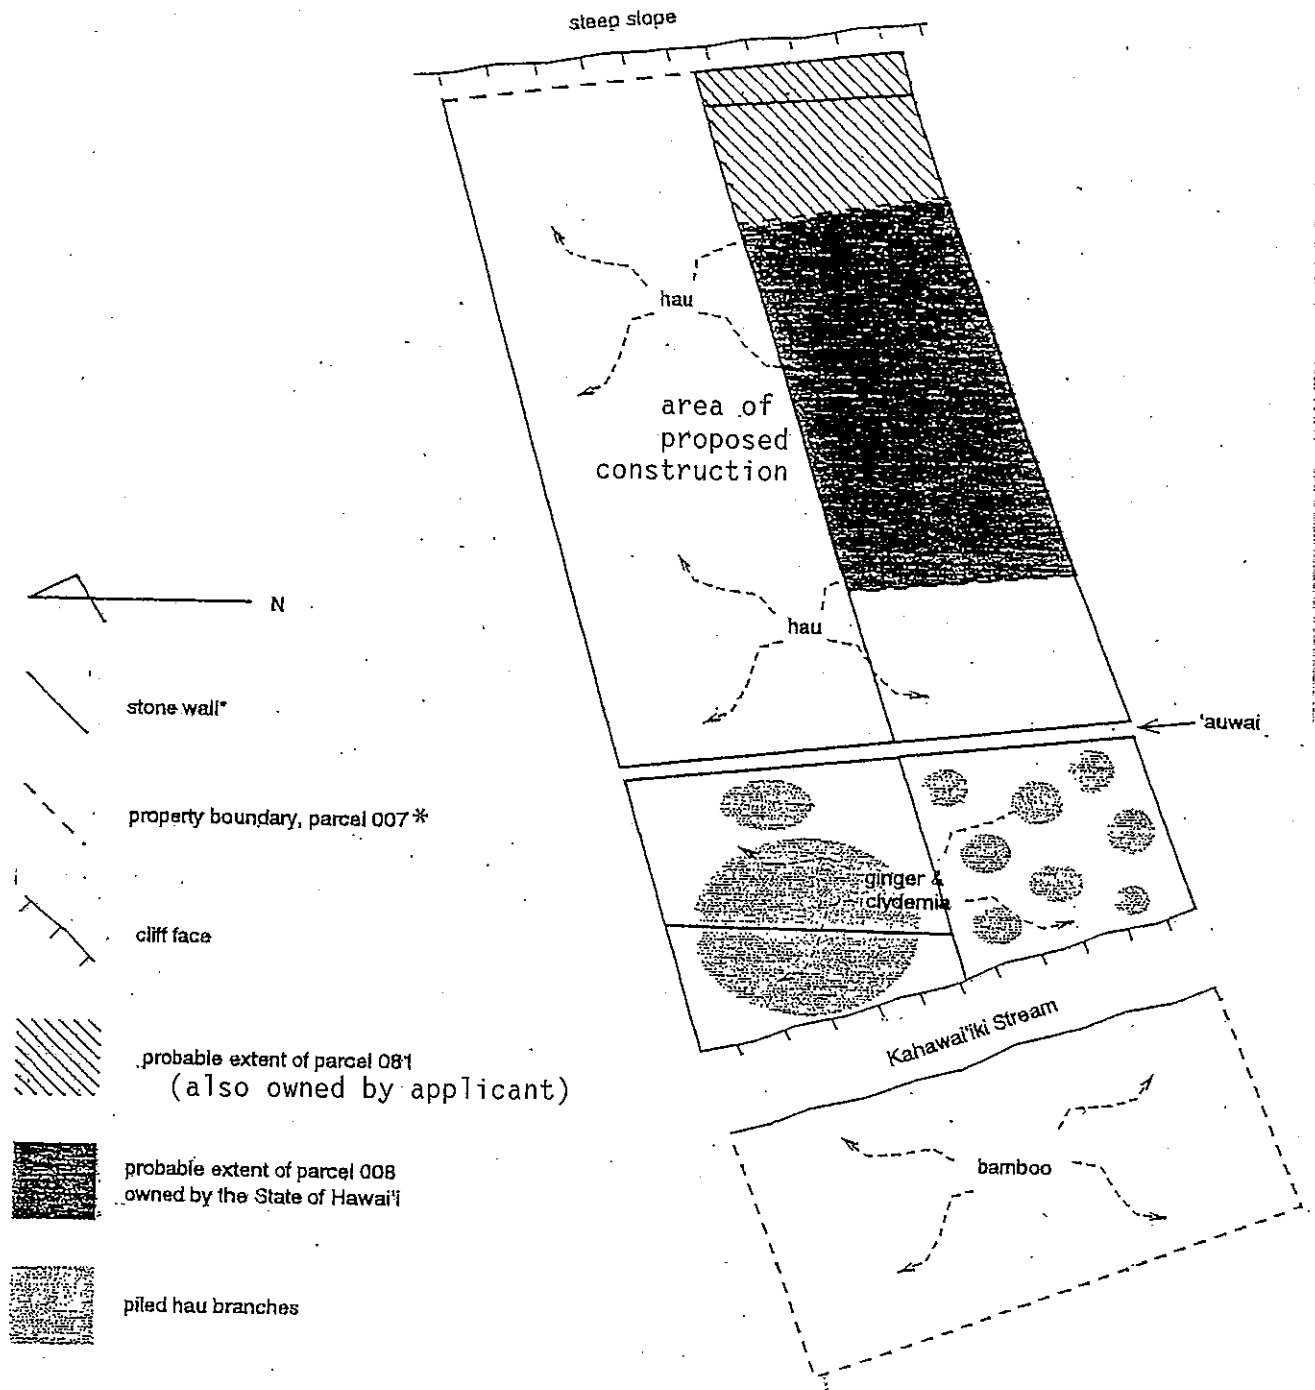 steep slope
hau
area of
proposed
construction
N
hau
stone wall*
'auwai
property boundary, parcel 007 *
ginger &
clydemia
cliff face
Kahawai'iki Stream
probable extent of parcel 081
(also owned by applicant)
probable extent of parcel 008
owned by the State of Hawai'i
bamboo
piled hau branches